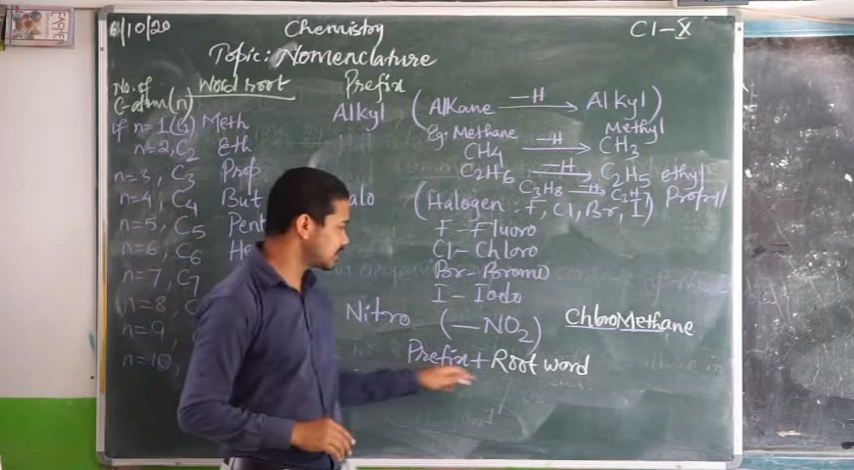 6/10/20 Chemistry Cl-X
Topic: Nomenclature
No. of C-atom (n) Word root Prefix
if n=1(C1) Meth
n=2, C2 Eth
n=3, C3 Prop
n=4, C4 But
n=5, C5 Pent
n=6, C6 He
n=7, C7
n=8, C
n=9,
n=10,
Alkyl (Alkane —H→ Alkyl)
Eg. Methane —H→ Methyl
CH4 → CH3
C2H6 —H→ C2H5 ethyl
C3H8 —H→ C3H7 Propyl
alo (Halogen : F, Cl, Br, I)
F - Fluoro
Cl - Chloro
Br - Bromo
I - Iodo
Nitro (—NO2) ChloroMethane
Prefix + Root word